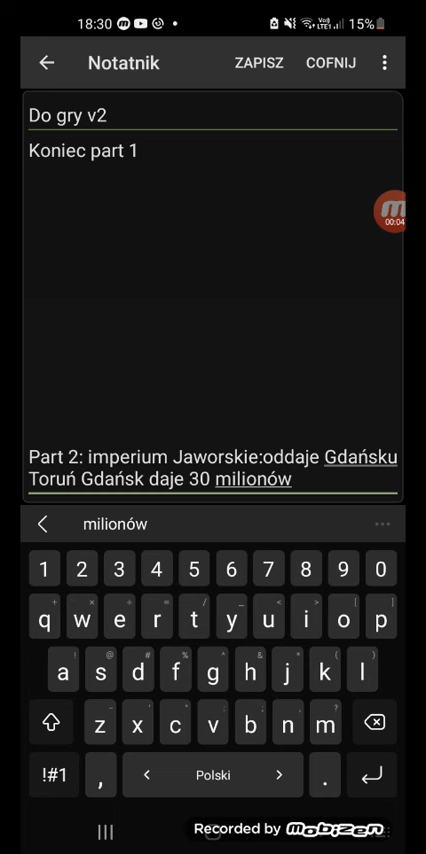 18:30 15%
Notatnik ZAPISZ COFNIJ
Do gry v2
Koniec part 1
00:04
Part 2: imperium Jaworskie:oddaje Gdańsku
Toruń Gdańsk daje 30 milionów
milionów
1 2 3 4 5 6 7 8 9 0
q w e r t y u i o p
a s d f g h j k l
z x c v b n m
!#1 , Polski .
Recorded by mobizen